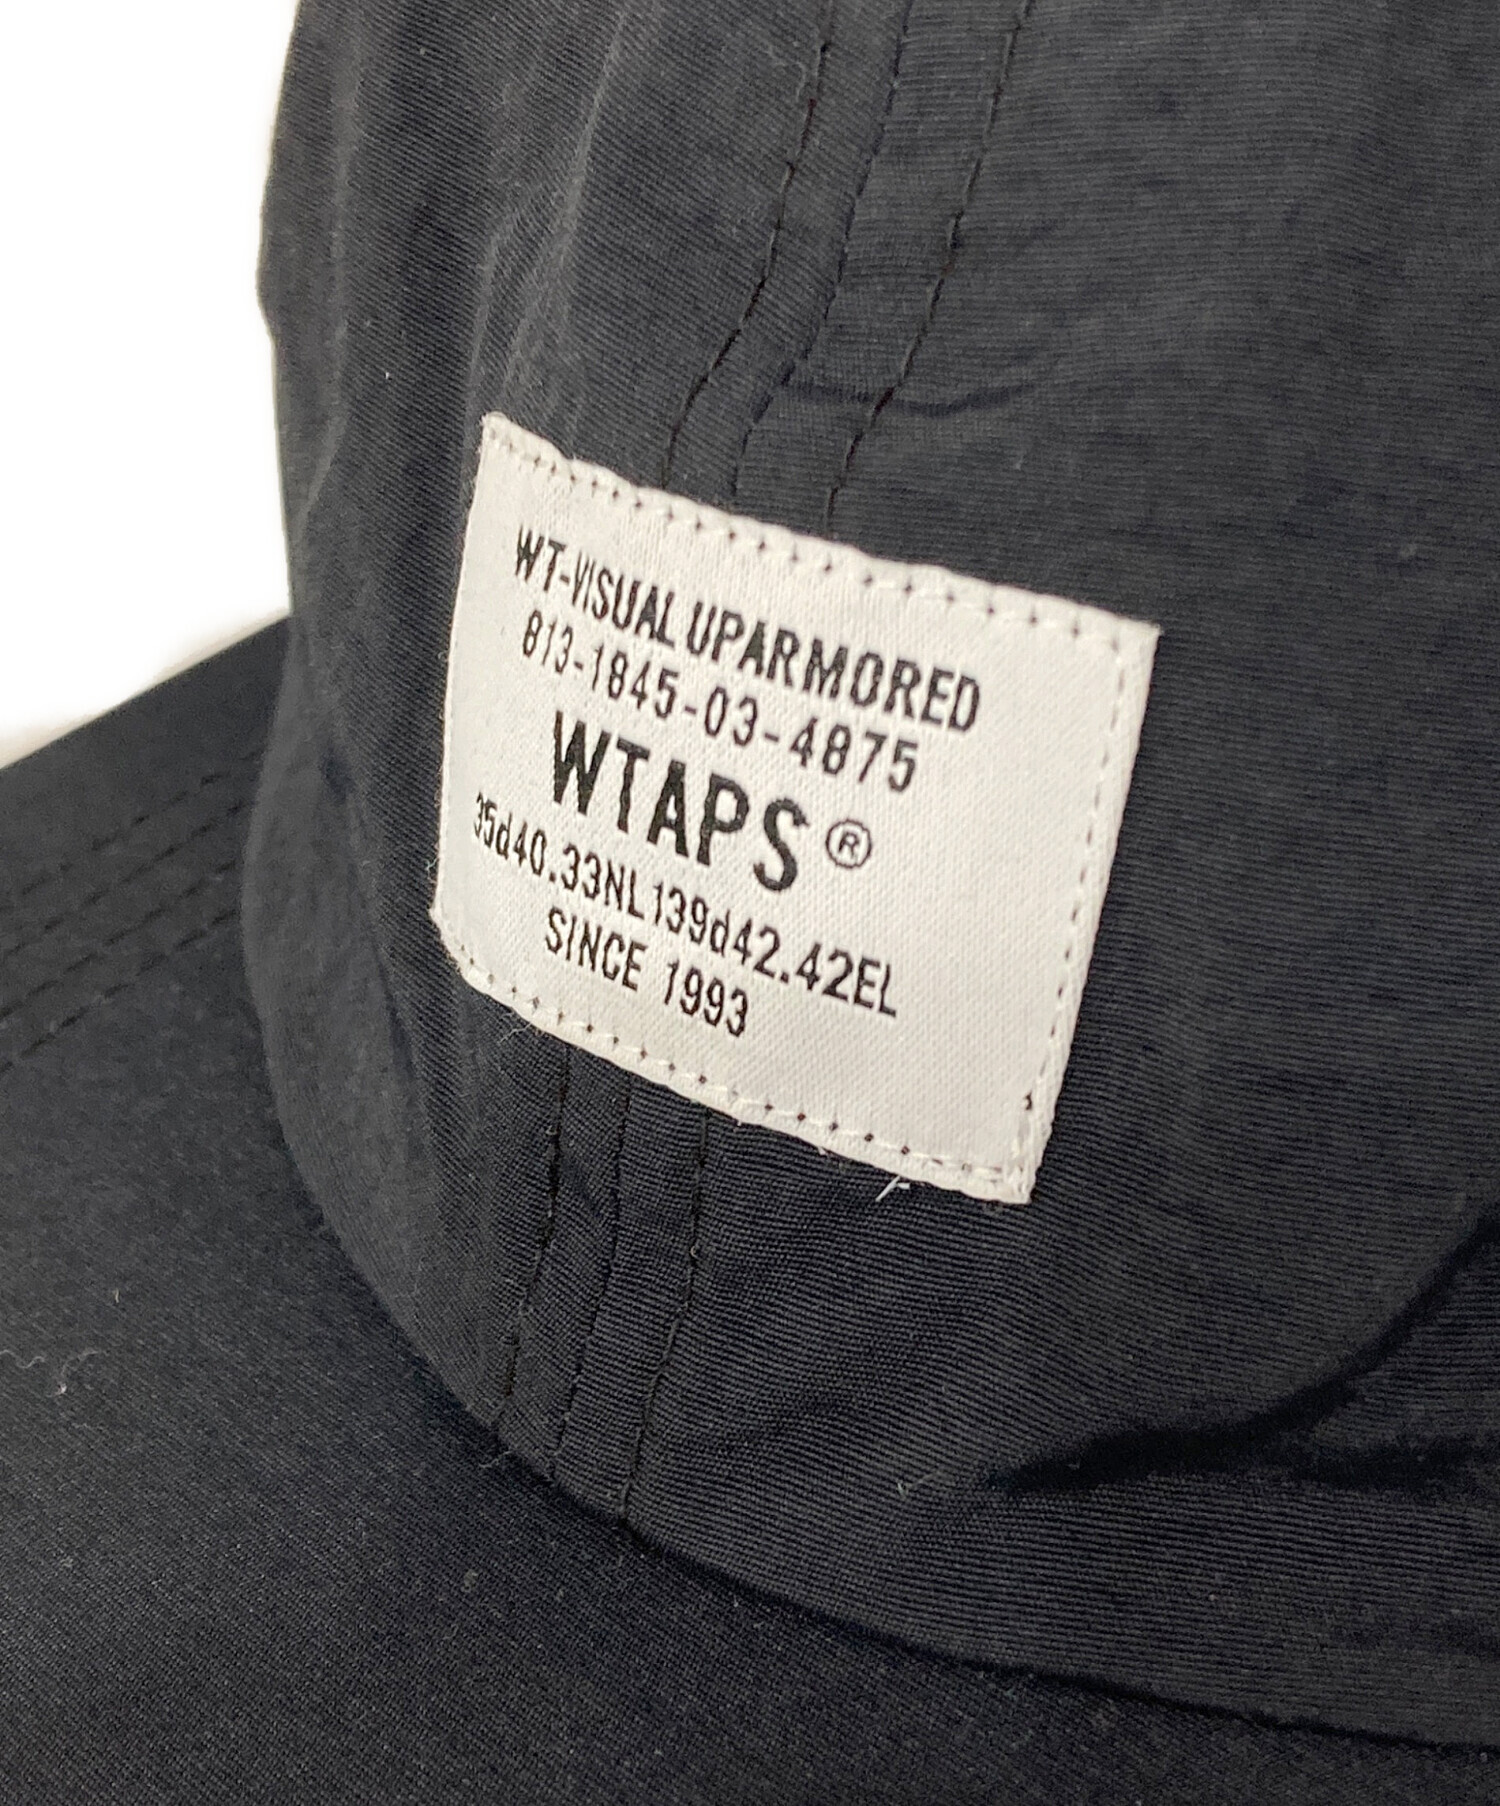 WT-VISUAL UPARMORED
813-1845-03-4875
WTAPS®
35d40.33NL139d42.42EL
SINCE 1993